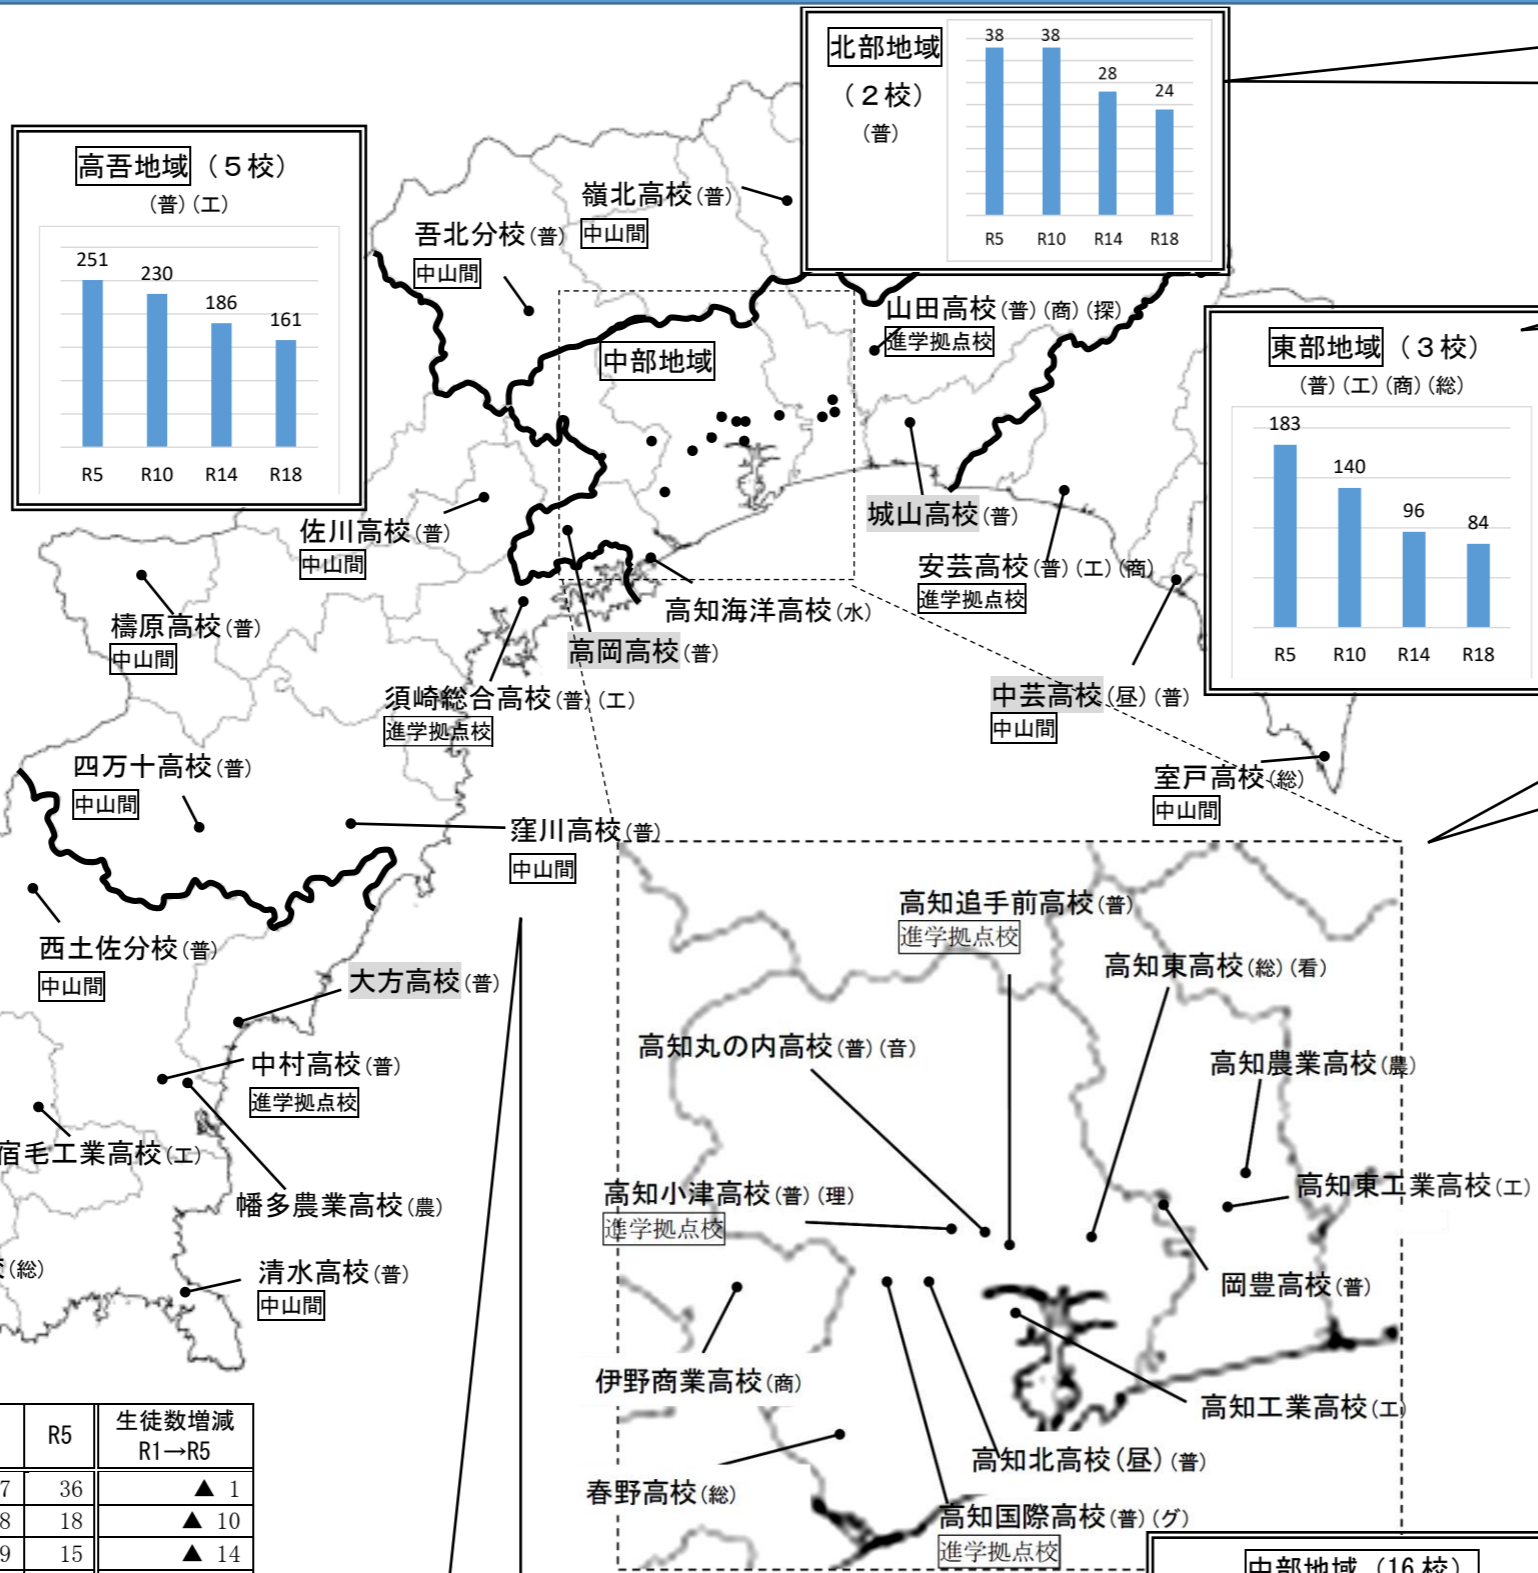 北部地域
（２校）
(普)
38
38
28
24
R5 R10 R14 R18
高吾地域（５校）
(普)(工)
251
230
186
161
R5 R10 R14 R18
嶺北高校(普)
中山間
吾北分校(普)
中山間
山田高校(普)(商)(探)
進学拠点校
中部地域
東部地域（３校）
(普)(工)(商)(総)
183
140
96
84
R5 R10 R14 R18
佐川高校(普)
中山間
城山高校(普)
安芸高校(普)(工)(商)
進学拠点校
梼原高校(普)
中山間
高知海洋高校(水)
高岡高校(普)
須崎総合高校(普)(工)
進学拠点校
中芸高校(昼)(普)
中山間
四万十高校(普)
中山間
室戸高校(総)
中山間
窪川高校(普)
中山間
西土佐分校(普)
中山間
大方高校(普)
中村高校(普)
進学拠点校
宿毛工業高校(工)
幡多農業高校(農)
(総)
清水高校(普)
中山間
高知追手前高校(普)
進学拠点校
高知東高校(総)(看)
高知丸の内高校(普)(音)
高知農業高校(農)
高知小津高校(普)(理)
進学拠点校
高知東工業高校(工)
岡豊高校(普)
伊野商業高校(商)
高知工業高校(工)
高知北高校(昼)(普)
春野高校(総)
高知国際高校(普)(グ)
進学拠点校
中部地域（16校）
R5 生徒数増減
R1→R5
7 36 ▲ 1
8 18 ▲ 10
9 15 ▲ 14